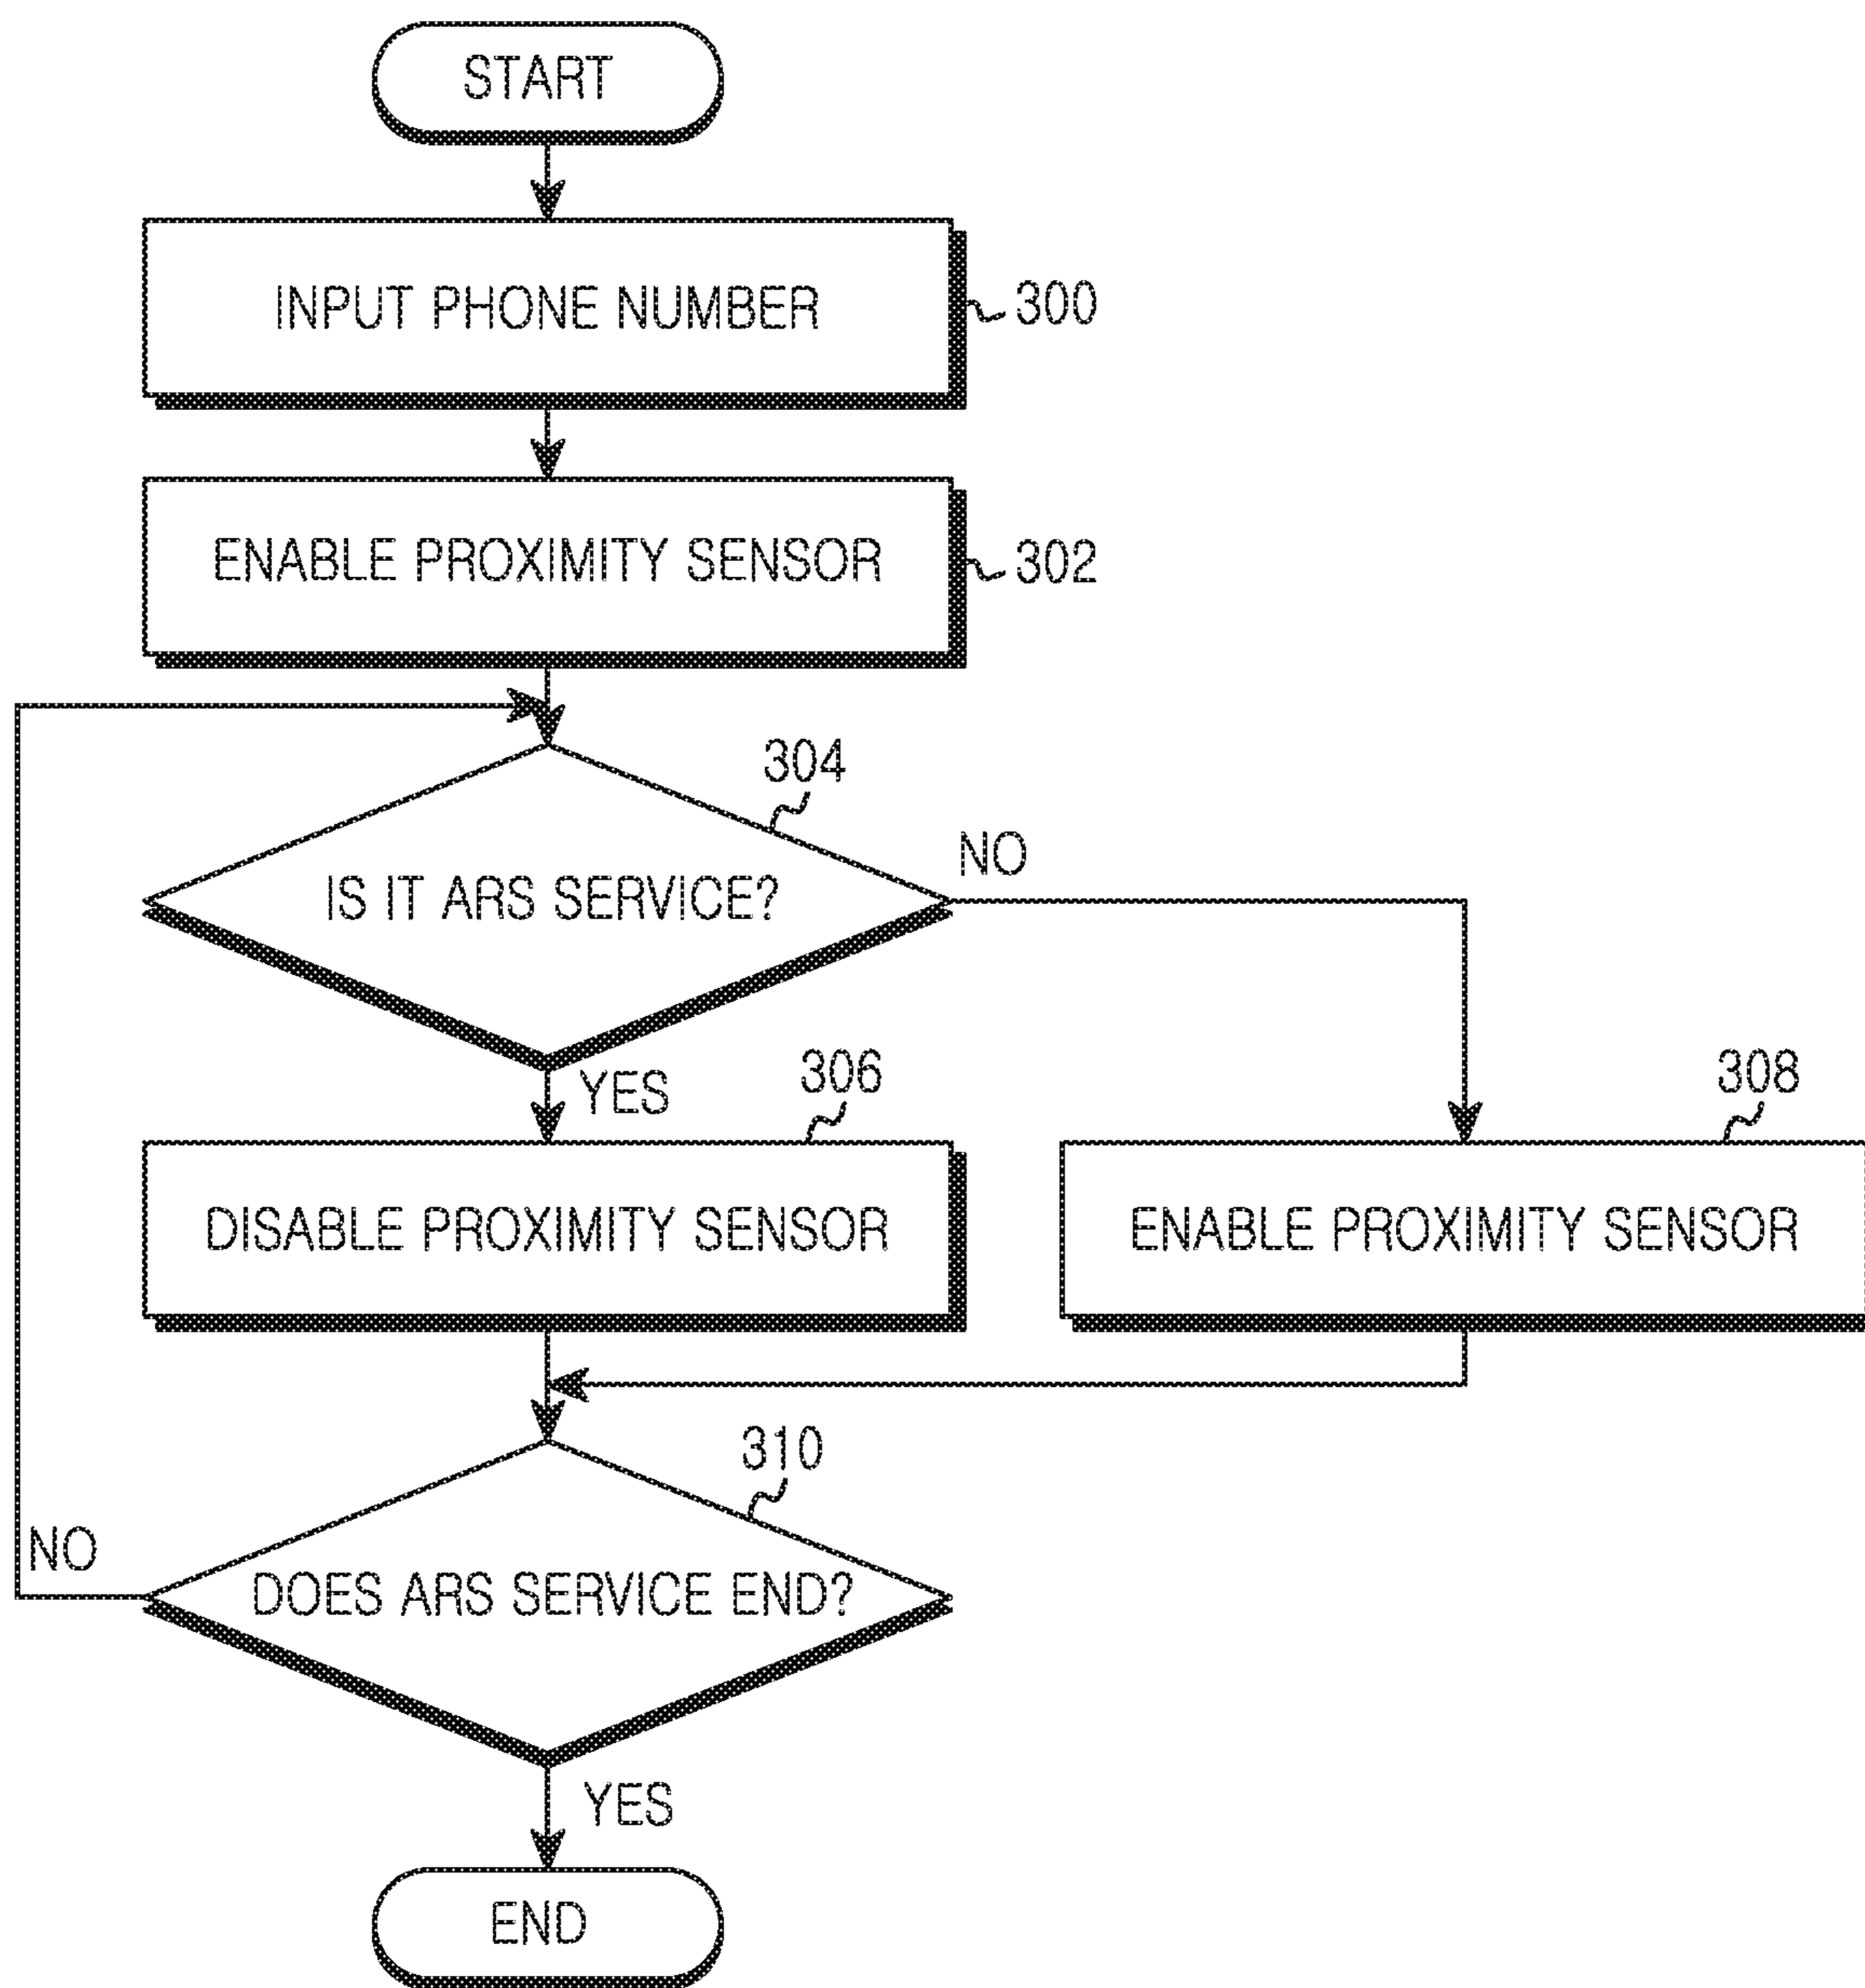 START
INPUT PHONE NUMBER
300
ENABLE PROXIMITY SENSOR
302
304
IS IT ARS SERVICE?
NO
YES
306
308
DISABLE PROXIMITY SENSOR
ENABLE PROXIMITY SENSOR
310
NO
DOES ARS SERVICE END?
YES
END